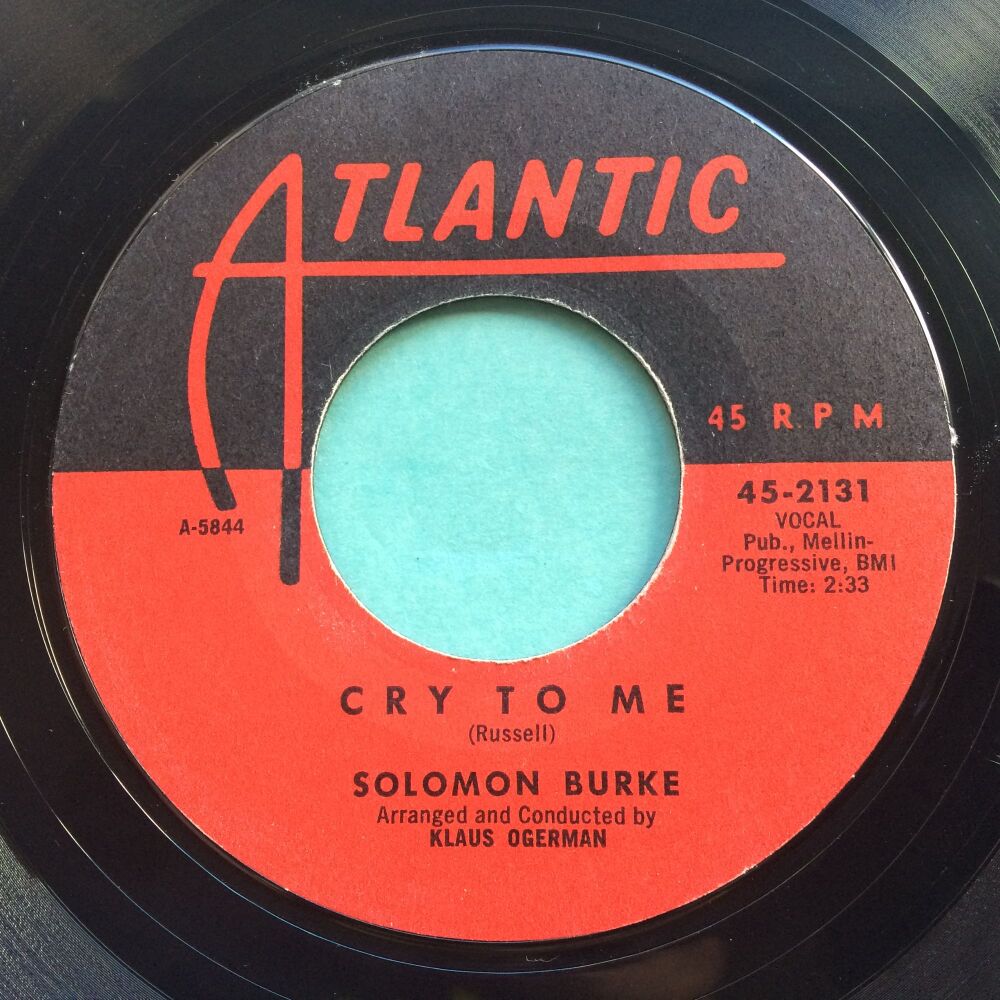 ATLANTIC
45 R.P M
45-2131
VOCAL
Pub., Mellin-
Progressive, BMI
Time: 2:33
A-5844
CRY TO ME
(Russell)
SOLOMON BURKE
Arranged and Conducted by
KLAUS OGERMAN